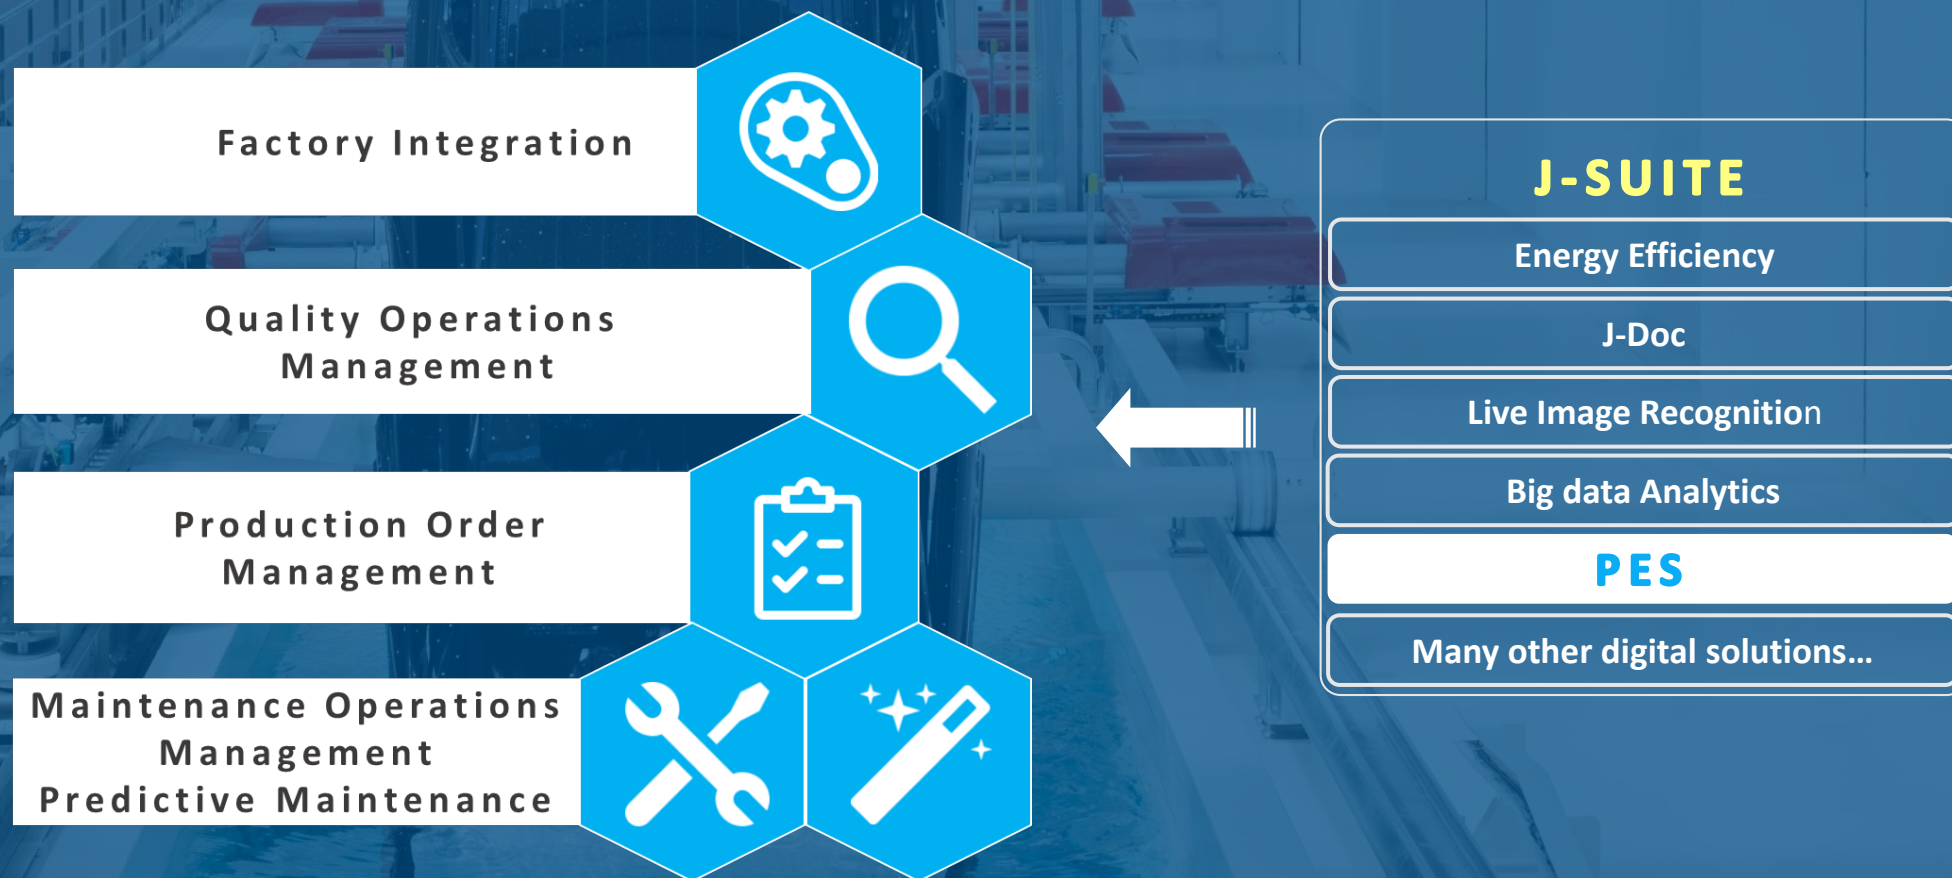 Factory Integration
Quality Operations
Management
Production Order
Management
Maintenance Operations
Management
Predictive Maintenance
J-SUITE
Energy Efficiency
J-Doc
Live Image Recognition
Big data Analytics
PES
Many other digital solutions…